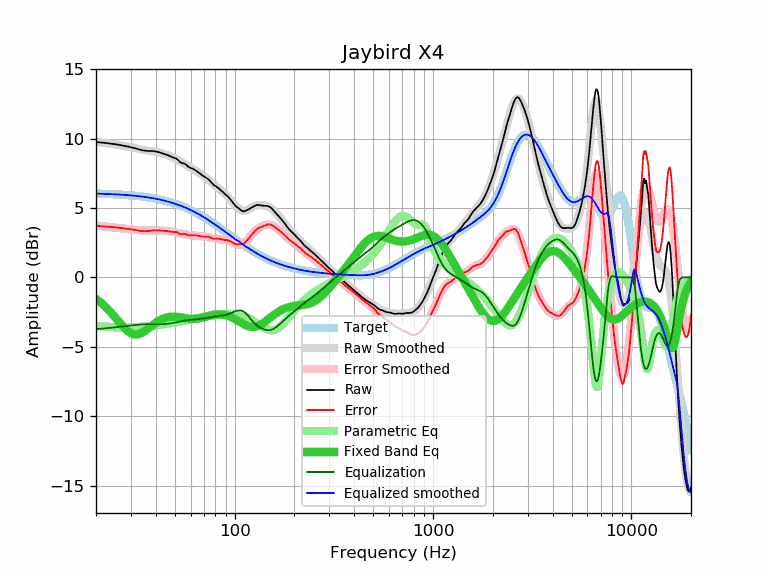 Jaybird X4
15
10
5
0
−5
−10
−15
Amplitude (dBr)
Target
Raw Smoothed
Error Smoothed
Raw
Error
Parametric Eq
Fixed Band Eq
Equalization
Equalized smoothed
100
1000
10000
Frequency (Hz)